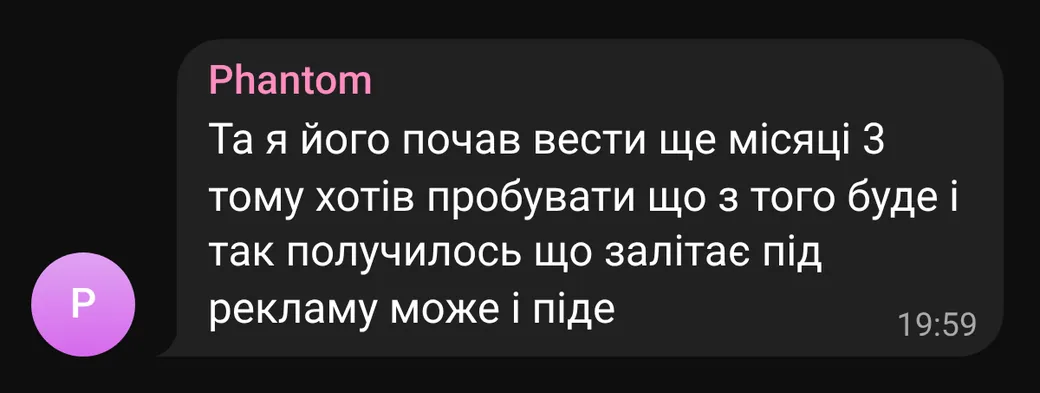 Phantom
Та я його почав вести ще місяці 3
тому хотів пробувати що з того буде і
так получилось що залітає під
рекламу може і піде
19:59
P